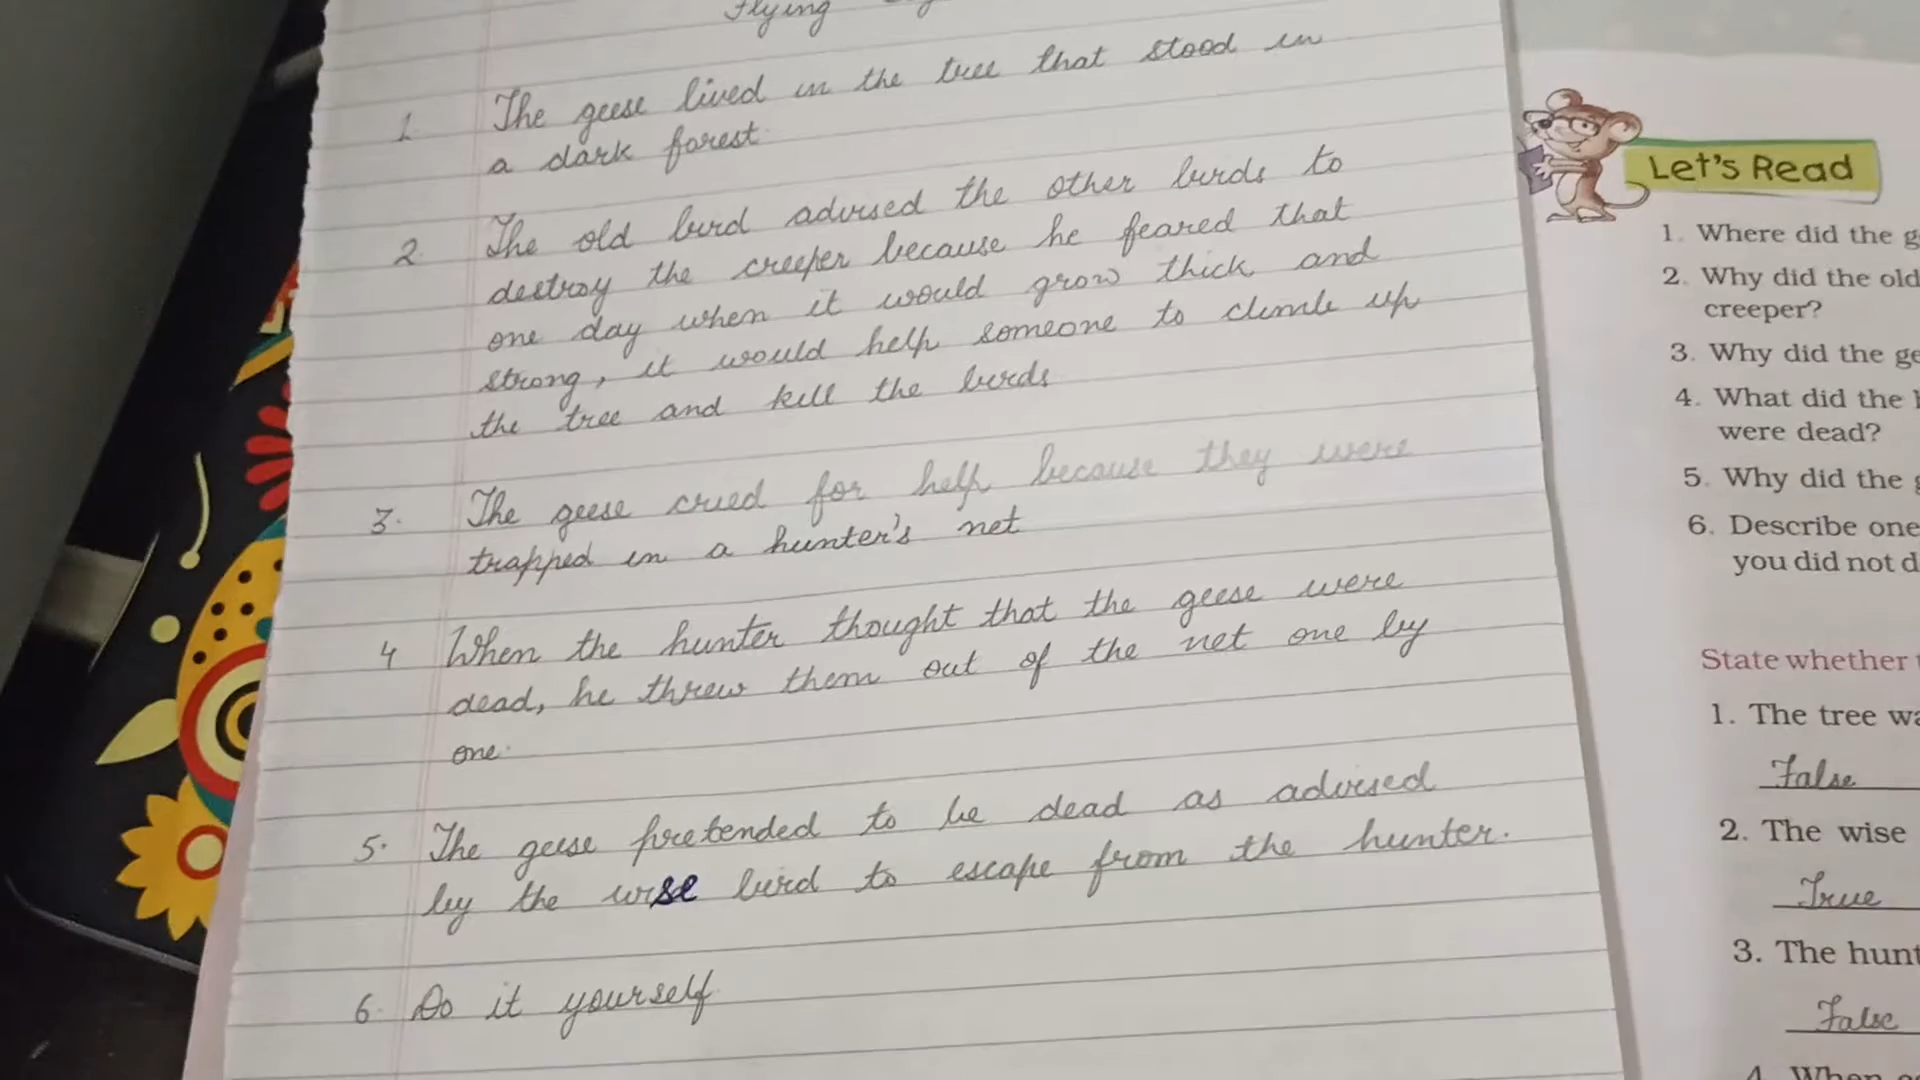 Flying
1. The geese lived in the tree that stood in
a dark forest.
2. The old bird advised the other birds to
destroy the creeper because he feared that
one day when it would grow thick and
strong, it would help someone to climb up
the tree and kill the birds
3. The geese cried for help because they were
trapped in a hunter's net
4 When the hunter thought that the geese were
dead, he threw them out of the net one by
one.
5. The geese pretended to be dead as advised
by the wise bird to escape from the hunter.
6. Do it yourself
Let's Read
1. Where did the g
2. Why did the old
creeper?
3. Why did the ge
4. What did the
were dead?
5. Why did the g
6. Describe one
you did not d
State whether
1. The tree wa
False
2. The wise
True
3. The hunt
False
4. When